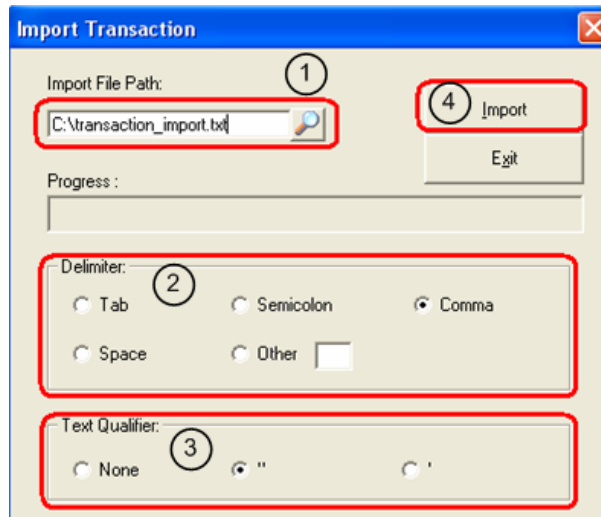 Import Transaction
1
Import File Path:
C:\transaction_import.txt
4
Import
Exit
Progress :
Delimiter:
2
Tab
Semicolon
Comma
Space
Other
Text Qualifier:
3
None
"
'